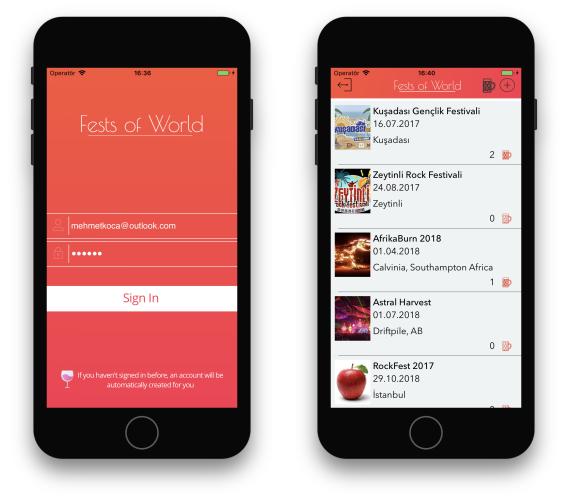 Operatör 16:36
Fests of World
mehmetkoca@outlook.com
••••••
Sign In
If you haven't signed in before, an account will be
automatically created for you
Operatör 16:40
Fests of World
Kuşadası Gençlik Festivali
16.07.2017
Kuşadası
2
Zeytinli Rock Festivali
24.08.2017
Zeytinli
0
AfrikaBurn 2018
01.04.2018
Calvinia, Southampton Africa
1
Astral Harvest
01.07.2018
Driftpile, AB
0
RockFest 2017
29.10.2018
İstanbul